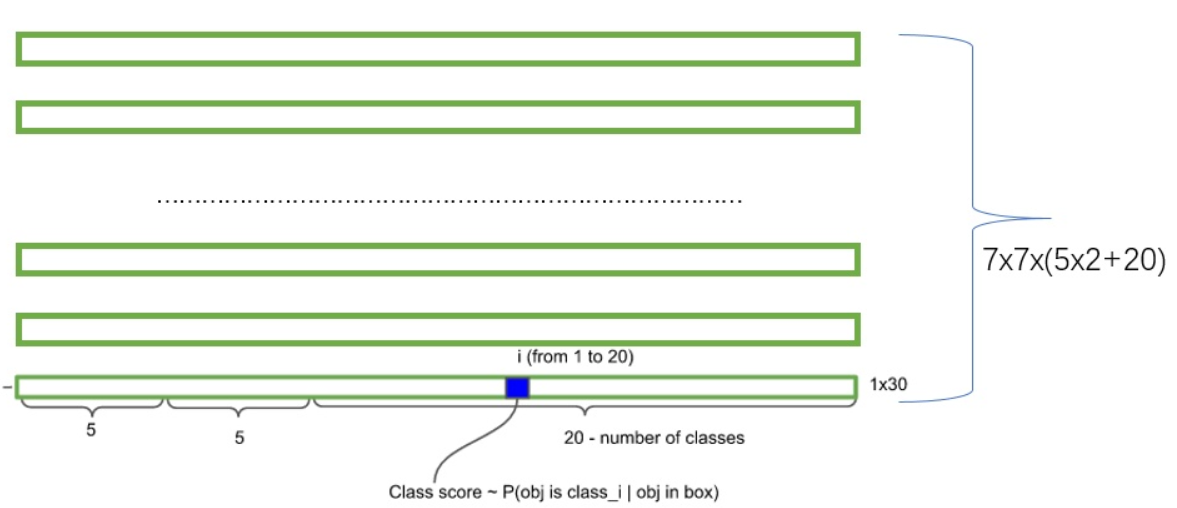 7x7x(5x2+20)
i (from 1 to 20)
1x30
5
5
20 - number of classes
Class score ~ P(obj is class_i | obj in box)